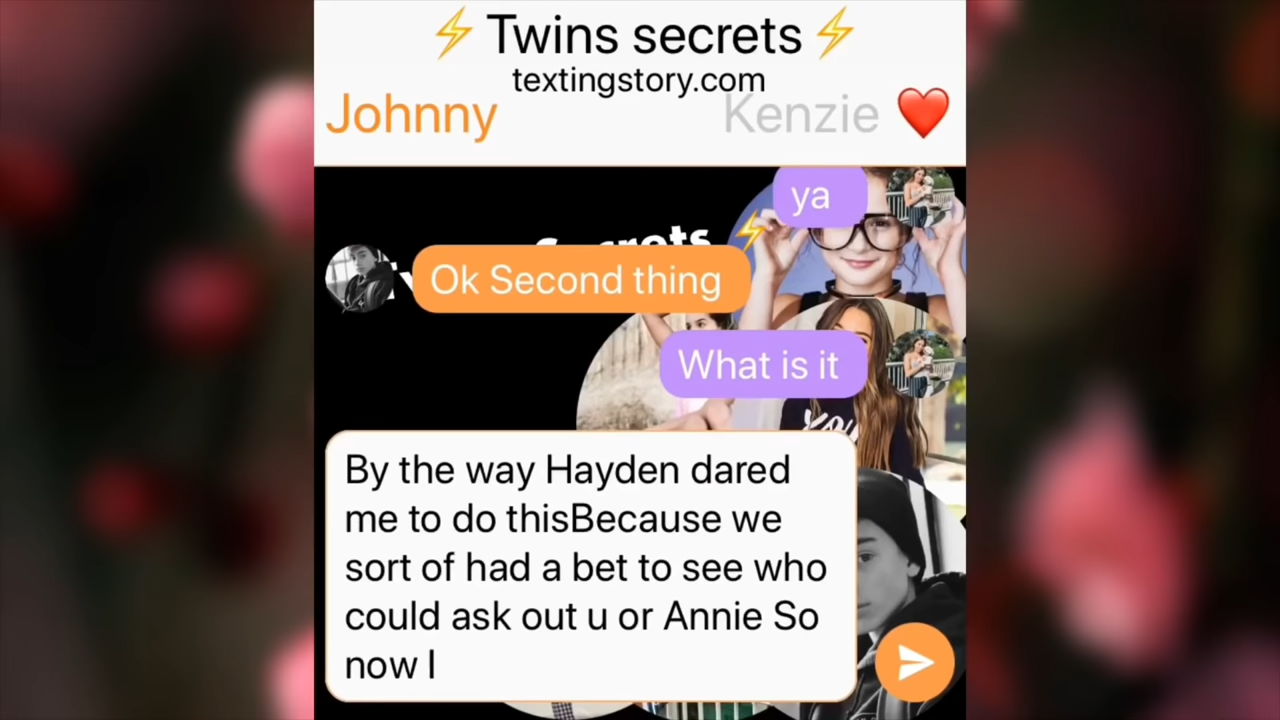 ⚡ Twins secrets ⚡
textingstory.com
Johnny
Kenzie ❤️
ya
Secrets ⚡
Ok Second thing
What is it
By the way Hayden dared
me to do thisBecause we
sort of had a bet to see who
could ask out u or Annie So
now I